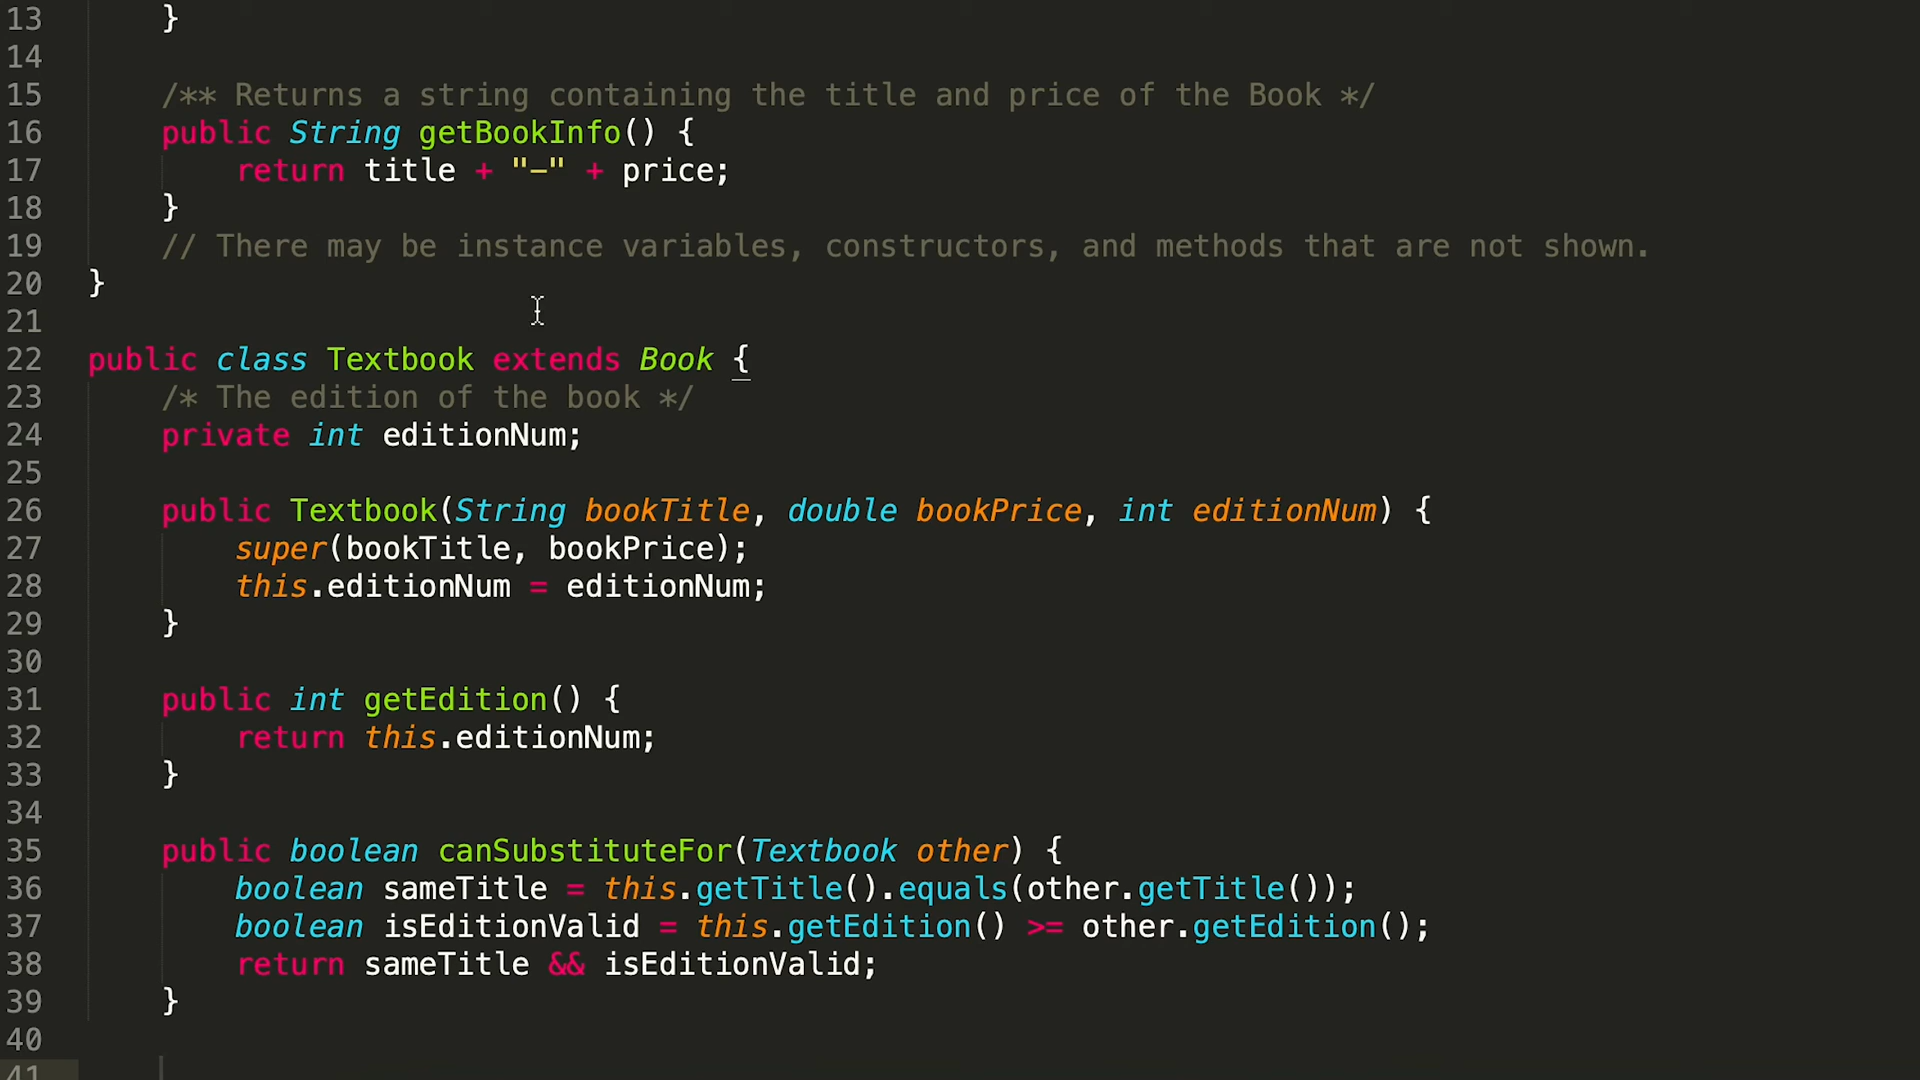 13 }
14
15 /** Returns a string containing the title and price of the Book */
16 public String getBookInfo() {
17 return title + "-" + price;
18 }
19 // There may be instance variables, constructors, and methods that are not shown.
20 }
21
22 public class Textbook extends Book {
23 /* The edition of the book */
24 private int editionNum;
25
26 public Textbook(String bookTitle, double bookPrice, int editionNum) {
27 super(bookTitle, bookPrice);
28 this.editionNum = editionNum;
29 }
30
31 public int getEdition() {
32 return this.editionNum;
33 }
34
35 public boolean canSubstituteFor(Textbook other) {
36 boolean sameTitle = this.getTitle().equals(other.getTitle());
37 boolean isEditionValid = this.getEdition() >= other.getEdition();
38 return sameTitle && isEditionValid;
39 }
40
41